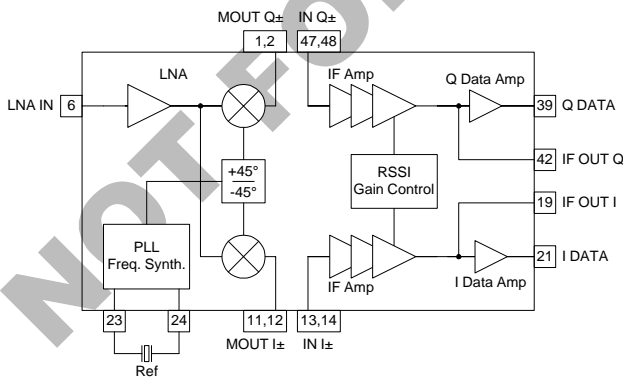 MOUT Q± IN Q±
1,2 47,48
LNA IF Amp Q Data Amp
LNA IN 6 39 Q DATA
42 IF OUT Q
+45°
-45°
RSSI
Gain Control
19 IF OUT I
PLL
Freq. Synth.
21 I DATA
IF Amp I Data Amp
23 24 11,12 13,14
MOUT I± IN I±
Ref
NOT FO